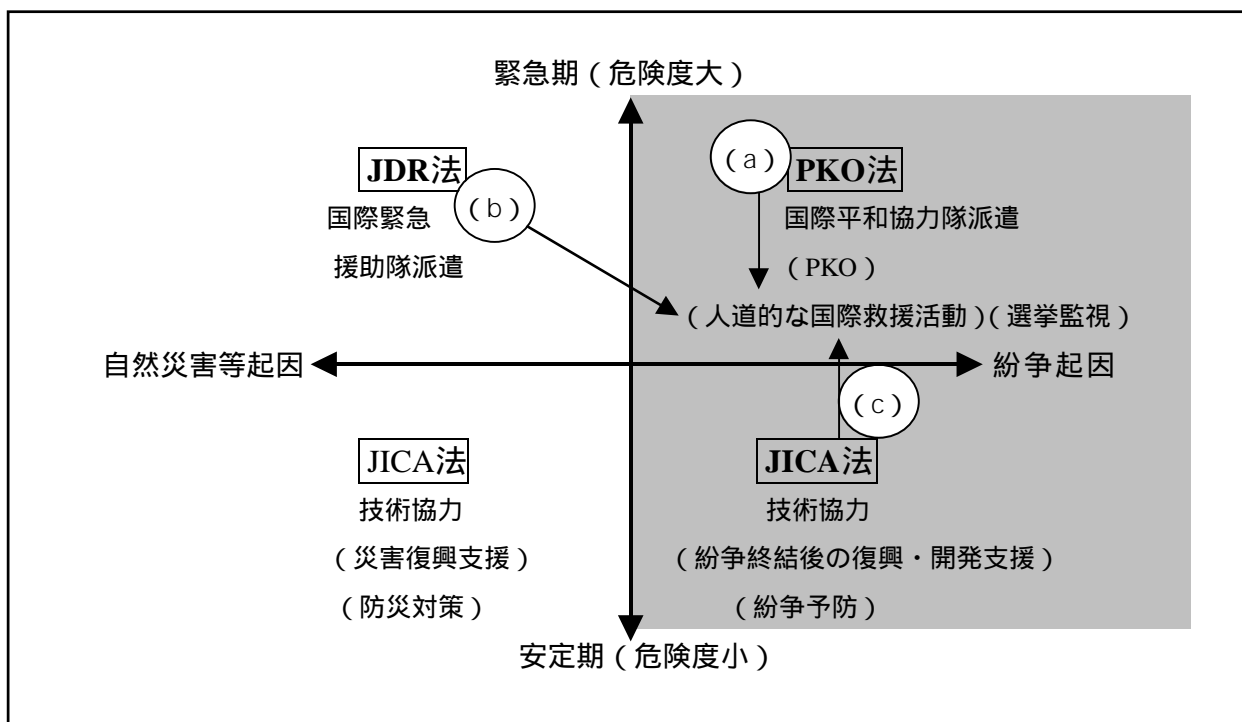 緊急期（危険度大）
JDR法
国際緊急
援助隊派遣
(b)
(a)
PKO法
国際平和協力隊派遣
（PKO）
（人道的な国際救援活動）（選挙監視）
自然災害等起因
紛争起因
(c)
JICA法
技術協力
（災害復興支援）
（防災対策）
JICA法
技術協力
（紛争終結後の復興・開発支援）
（紛争予防）
安定期（危険度小）